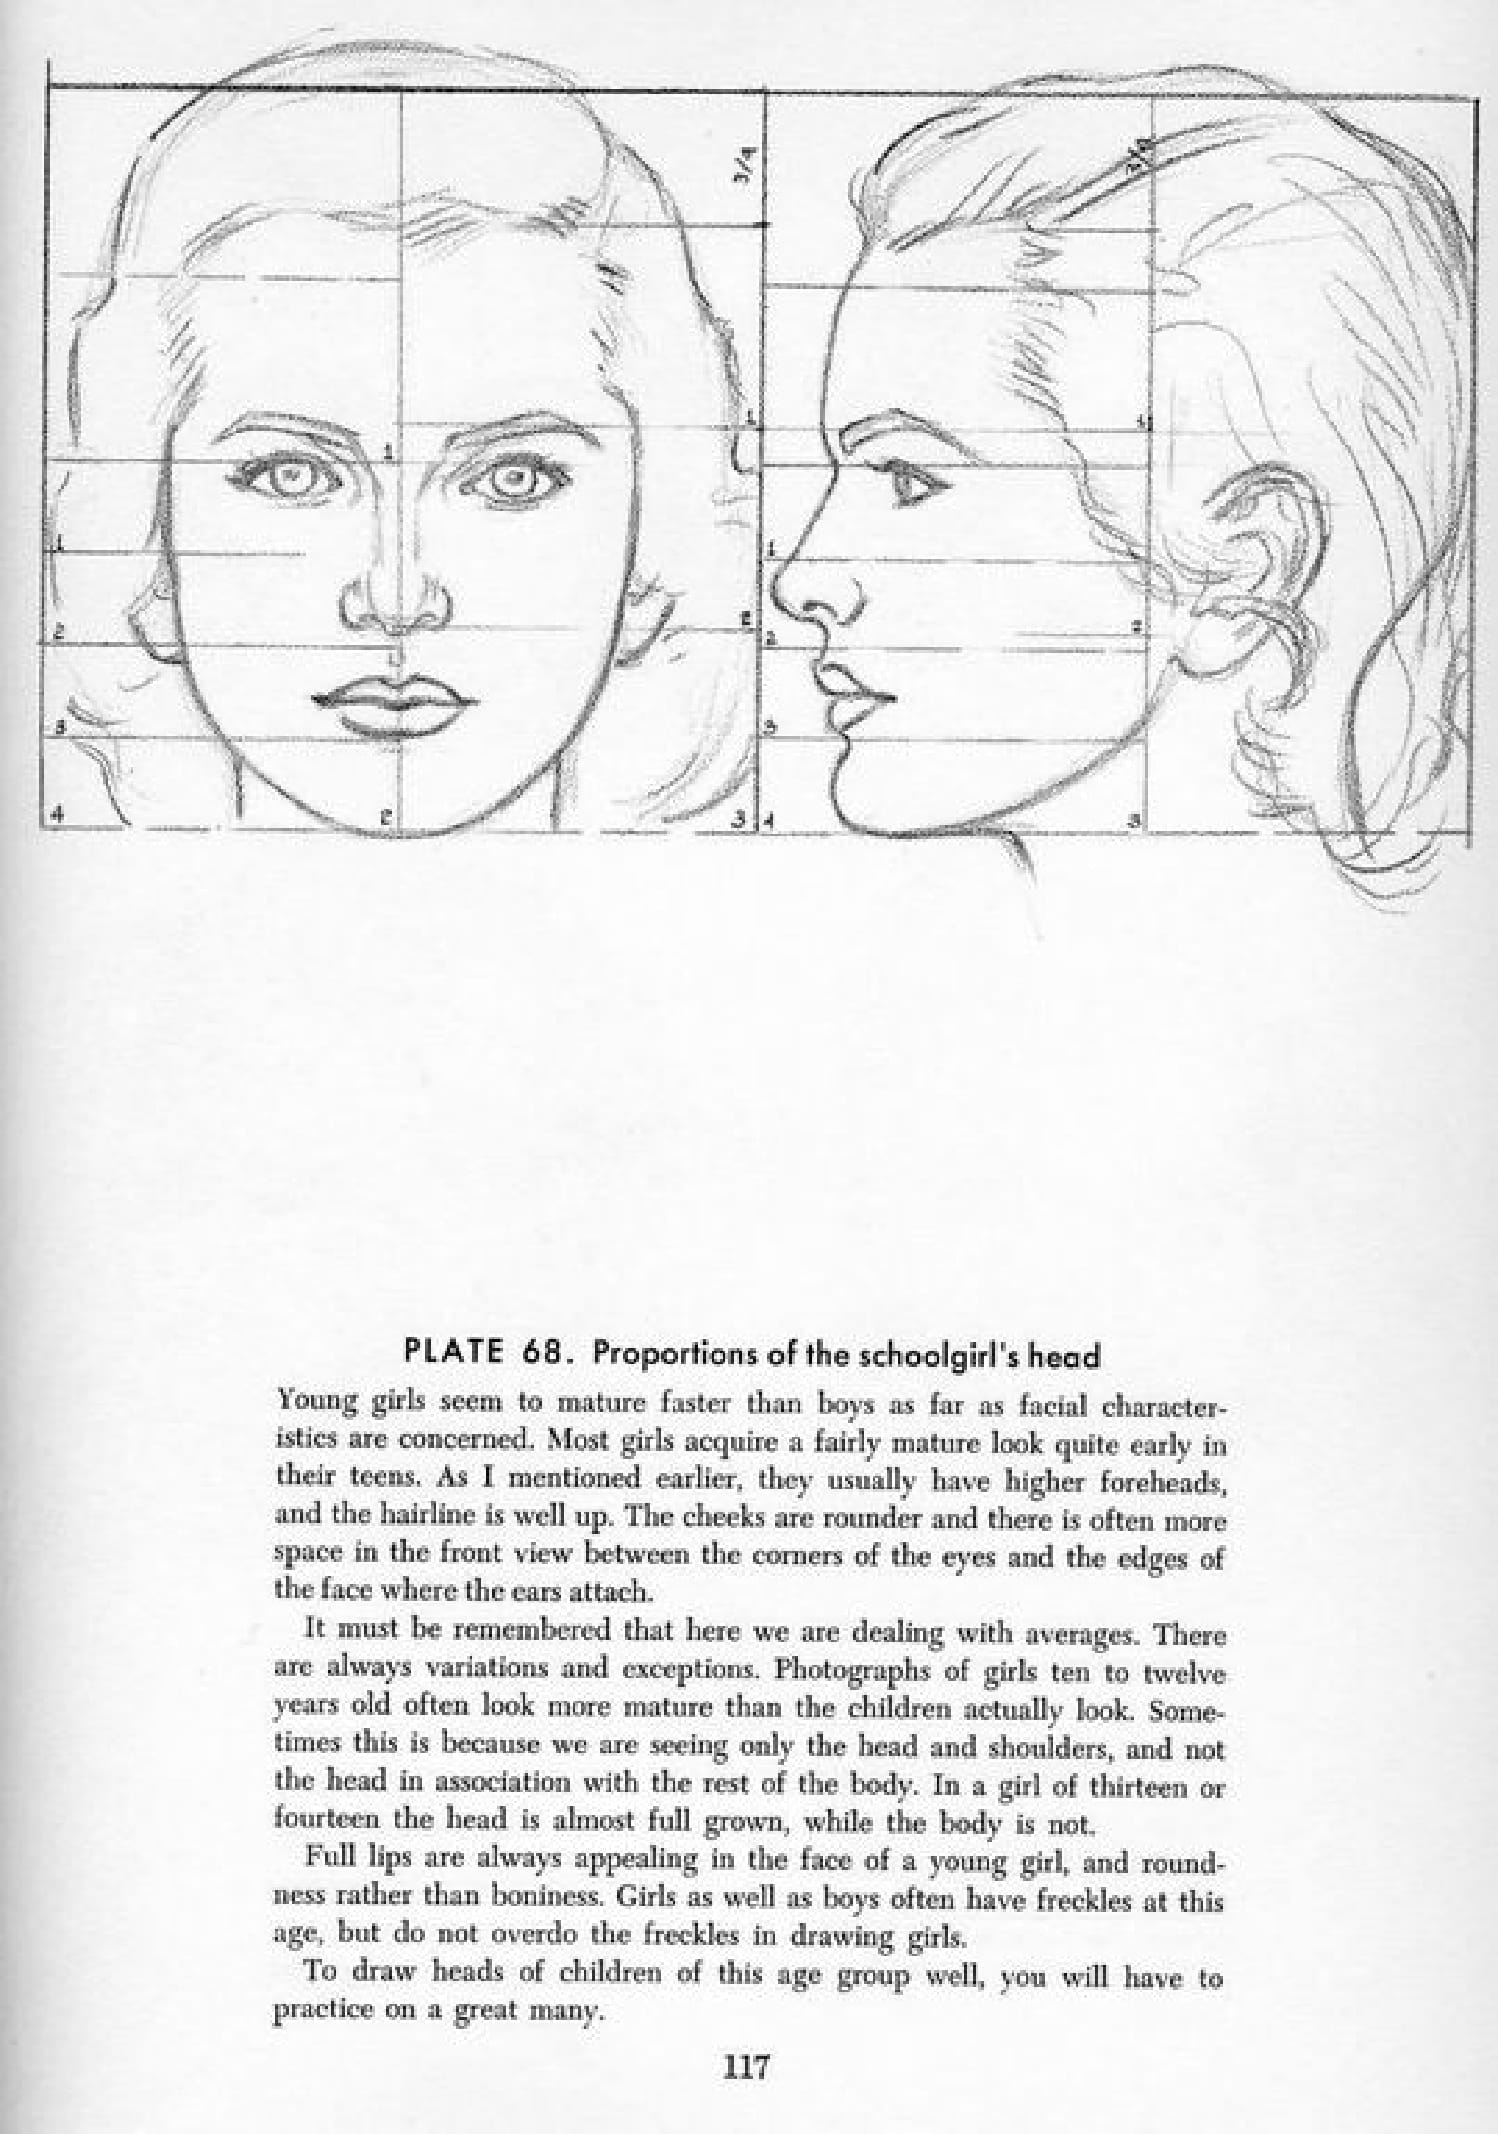 3/4
3/4
1
1
1
1
1
2
2
2
2
3
3
4
2
3
4
3
PLATE 68. Proportions of the schoolgirl's head
Young girls seem to mature faster than boys as far as facial character-
istics are concerned. Most girls acquire a fairly mature look quite early in
their teens. As I mentioned earlier, they usually have higher foreheads,
and the hairline is well up. The cheeks are rounder and there is often more
space in the front view between the corners of the eyes and the edges of
the face where the ears attach.
It must be remembered that here we are dealing with averages. There
are always variations and exceptions. Photographs of girls ten to twelve
years old often look more mature than the children actually look. Some-
times this is because we are seeing only the head and shoulders, and not
the head in association with the rest of the body. In a girl of thirteen or
fourteen the head is almost full grown, while the body is not.
Full lips are always appealing in the face of a young girl, and round-
ness rather than boniness. Girls as well as boys often have freckles at this
age, but do not overdo the freckles in drawing girls.
To draw heads of children of this age group well, you will have to
practice on a great many.
117